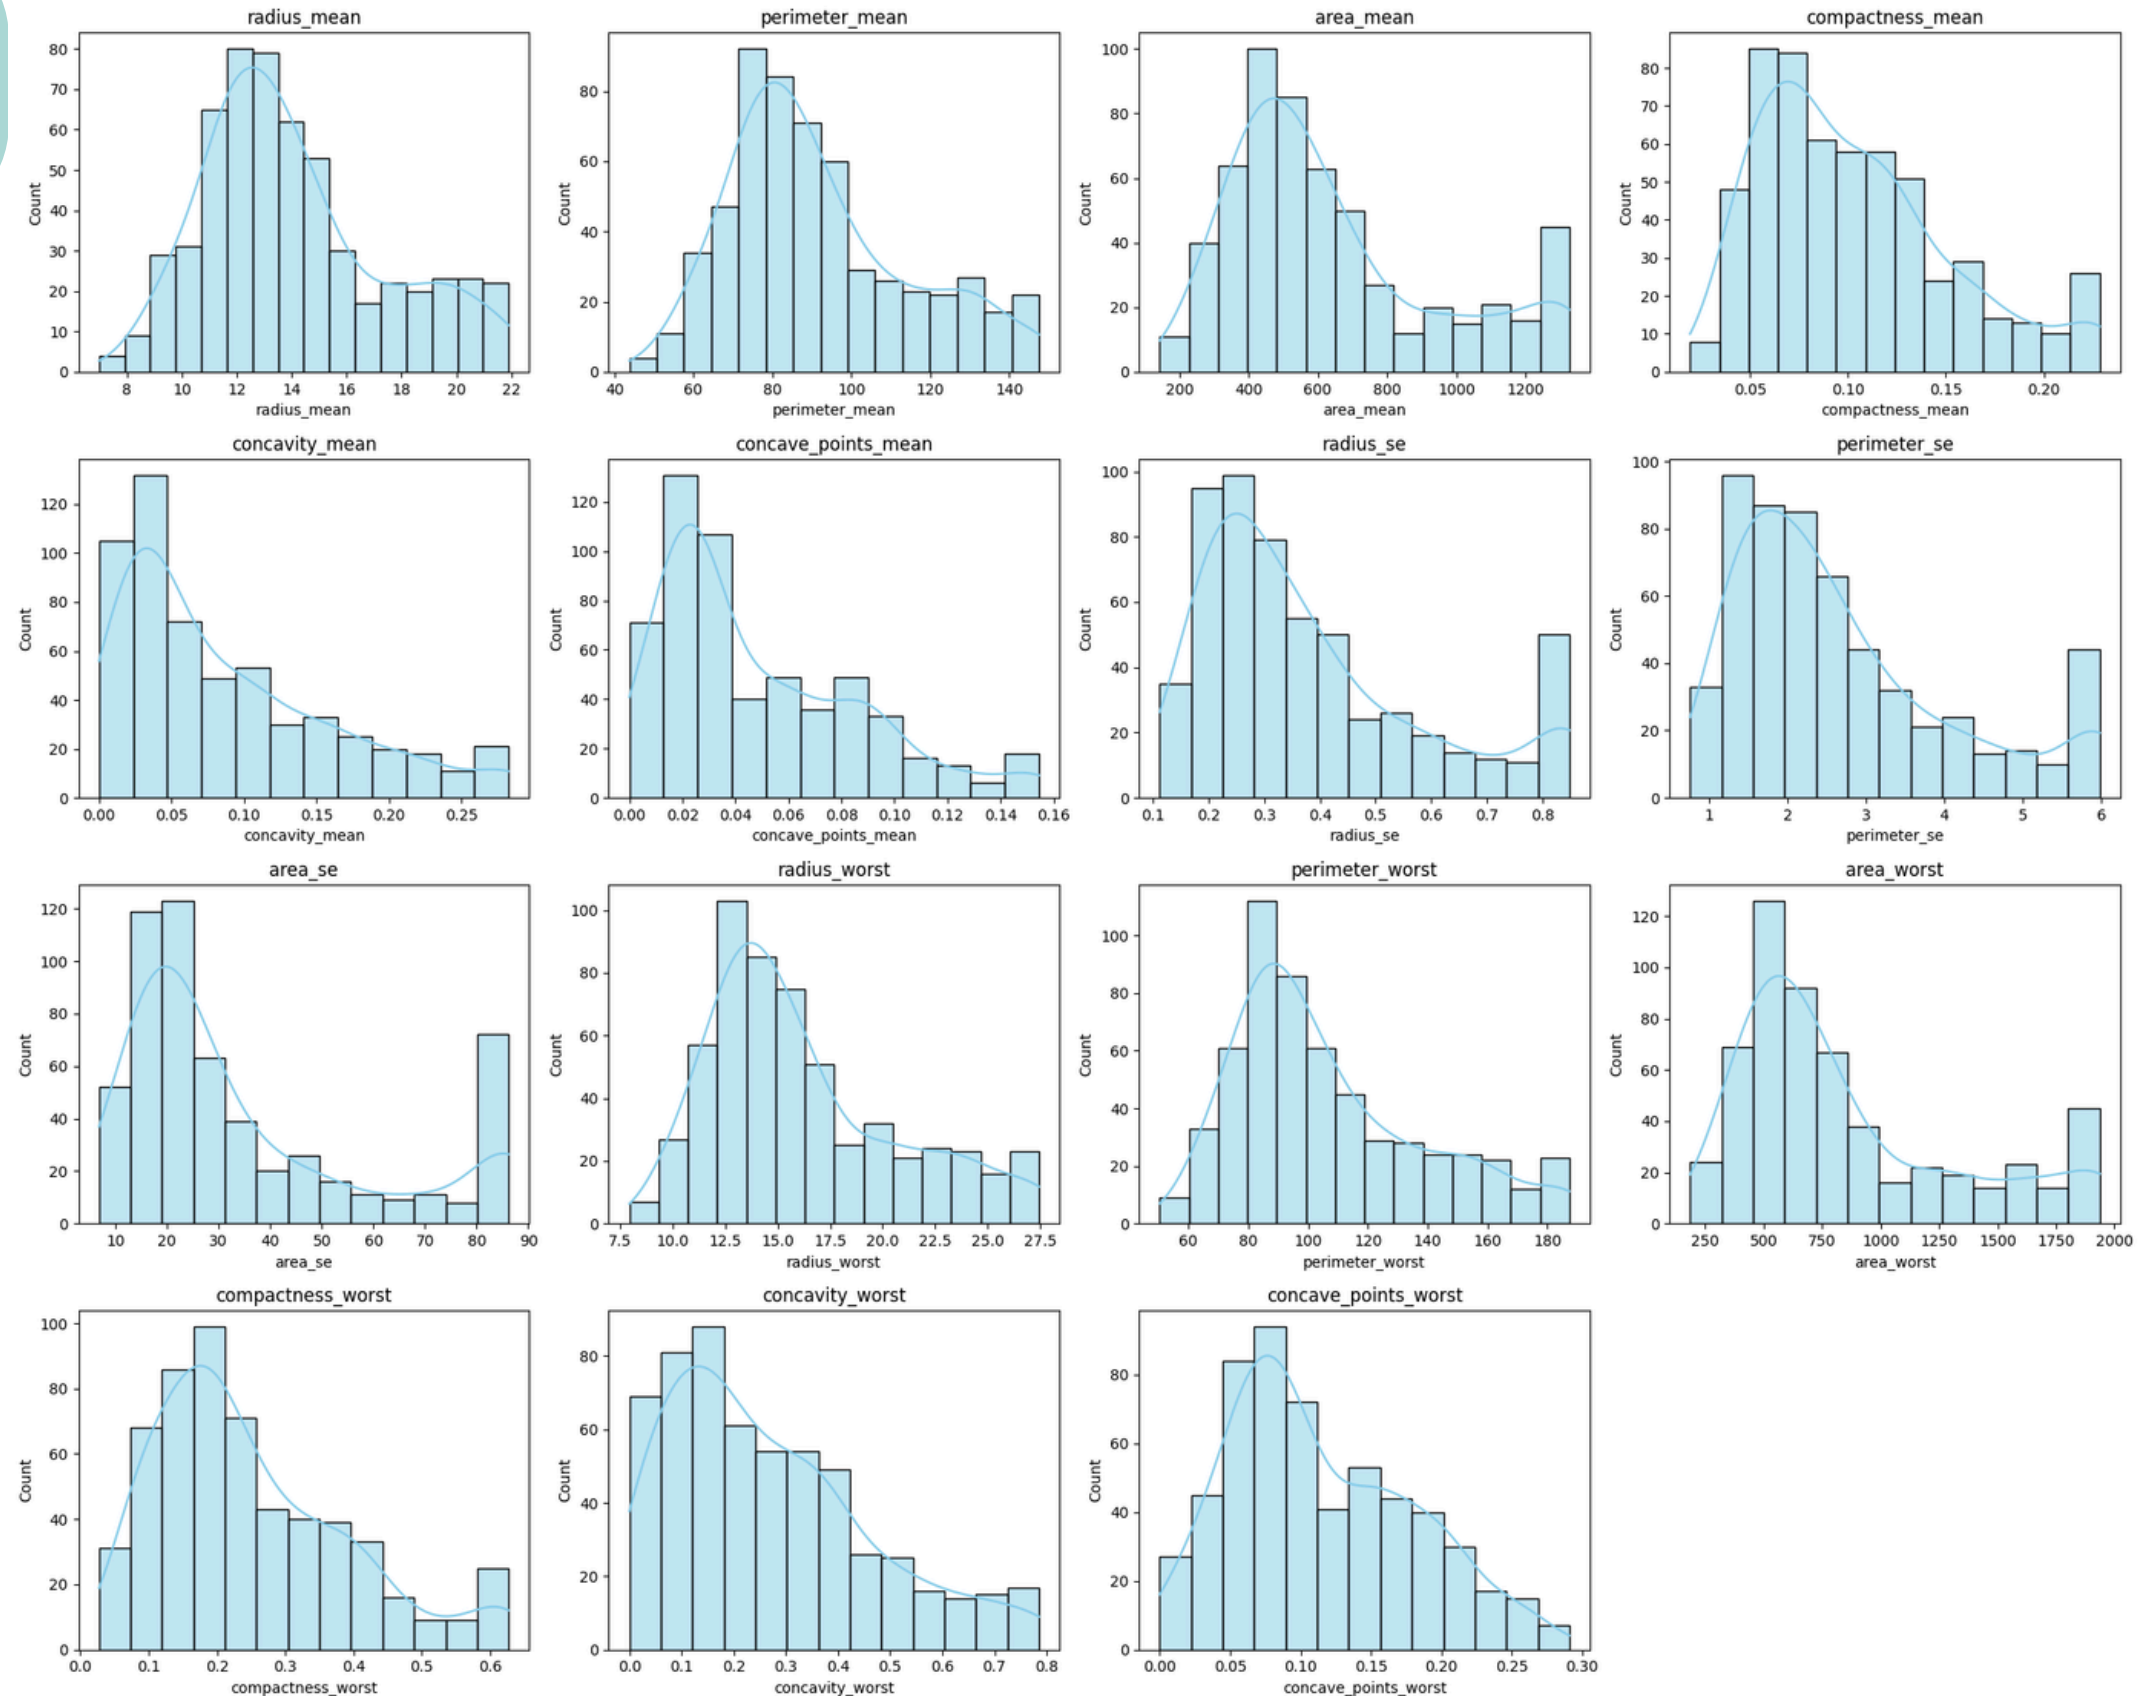 radius_mean
Count
0
10
20
30
40
50
60
70
80
8 10 12 14 16 18 20 22
radius_mean
perimeter_mean
Count
0
20
40
60
80
40 60 80 100 120 140
perimeter_mean
area_mean
Count
0
20
40
60
80
100
200 400 600 800 1000 1200
area_mean
compactness_mean
Count
0
10
20
30
40
50
60
70
80
0.05 0.10 0.15 0.20
compactness_mean
concavity_mean
Count
0
20
40
60
80
100
120
0.00 0.05 0.10 0.15 0.20 0.25
concavity_mean
concave_points_mean
Count
0
20
40
60
80
100
120
0.00 0.02 0.04 0.06 0.08 0.10 0.12 0.14 0.16
concave_points_mean
radius_se
Count
0
20
40
60
80
100
0.1 0.2 0.3 0.4 0.5 0.6 0.7 0.8
radius_se
perimeter_se
Count
0
20
40
60
80
100
1 2 3 4 5 6
perimeter_se
area_se
Count
0
20
40
60
80
100
120
10 20 30 40 50 60 70 80 90
area_se
radius_worst
Count
0
20
40
60
80
100
7.5 10.0 12.5 15.0 17.5 20.0 22.5 25.0 27.5
radius_worst
perimeter_worst
Count
0
20
40
60
80
100
60 80 100 120 140 160 180
perimeter_worst
area_worst
Count
0
20
40
60
80
100
120
250 500 750 1000 1250 1500 1750 2000
area_worst
compactness_worst
Count
0
20
40
60
80
100
0.0 0.1 0.2 0.3 0.4 0.5 0.6
compactness_worst
concavity_worst
Count
0
20
40
60
80
0.0 0.1 0.2 0.3 0.4 0.5 0.6 0.7 0.8
concavity_worst
concave_points_worst
Count
0
20
40
60
80
0.00 0.05 0.10 0.15 0.20 0.25 0.30
concave_points_worst